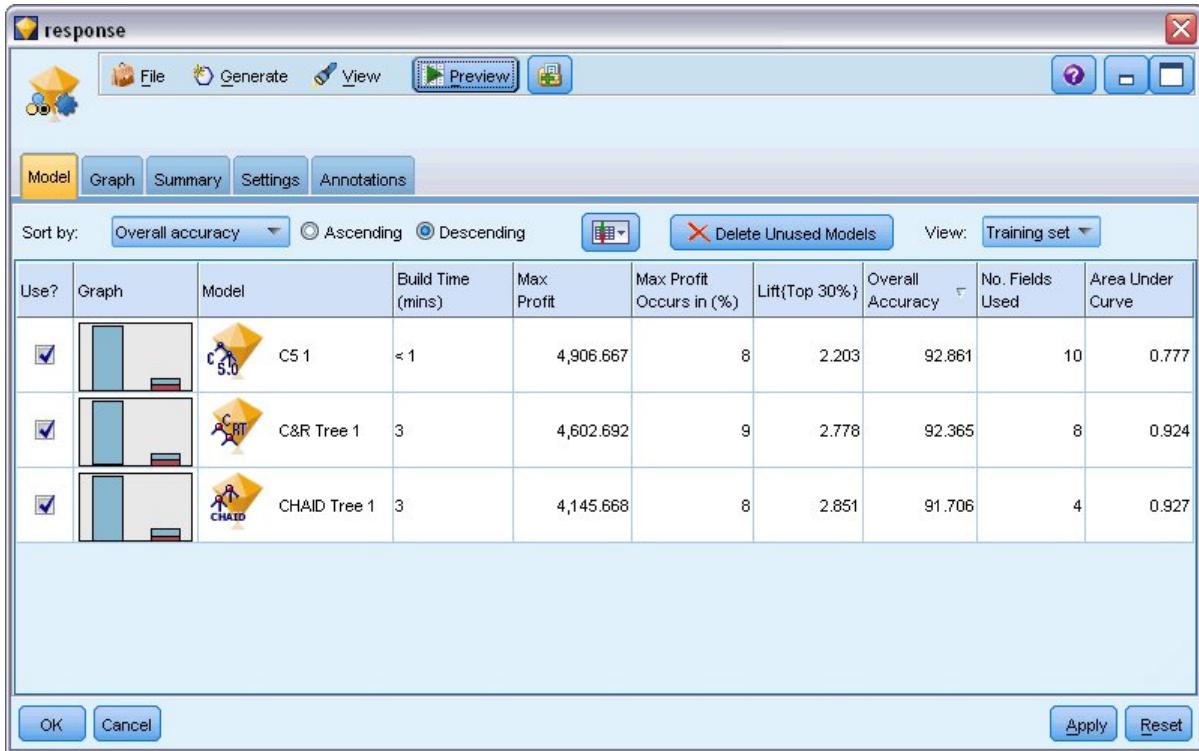 response
File Generate View Preview
Model Graph Summary Settings Annotations
Sort by: Overall accuracy Ascending Descending Delete Unused Models View: Training set
Use? Graph Model Build Time (mins) Max Profit Max Profit Occurs in (%) Lift{Top 30%} Overall Accuracy No. Fields Used Area Under Curve
C 5.0 C5 1 < 1 4,906.667 8 2.203 92.861 10 0.777
C RT C&R Tree 1 3 4,602.692 9 2.778 92.365 8 0.924
CHAID CHAID Tree 1 3 4,145.668 8 2.851 91.706 4 0.927
OK Cancel Apply Reset